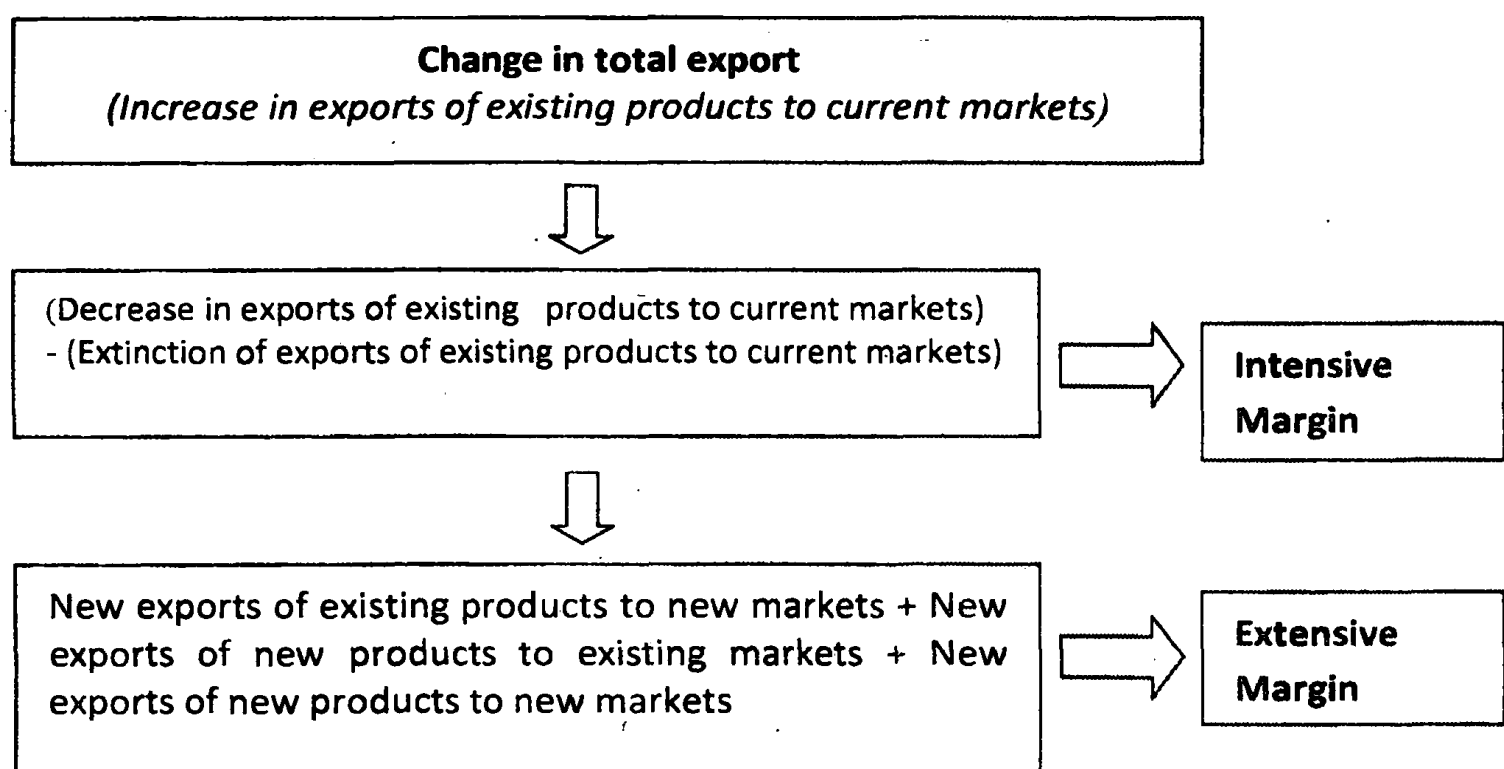 Change in total export
(Increase in exports of existing products to current markets)
(Decrease in exports of existing products to current markets)
- (Extinction of exports of existing products to current markets)
Intensive
Margin
New exports of existing products to new markets + New
exports of new products to existing markets + New
exports of new products to new markets
Extensive
Margin